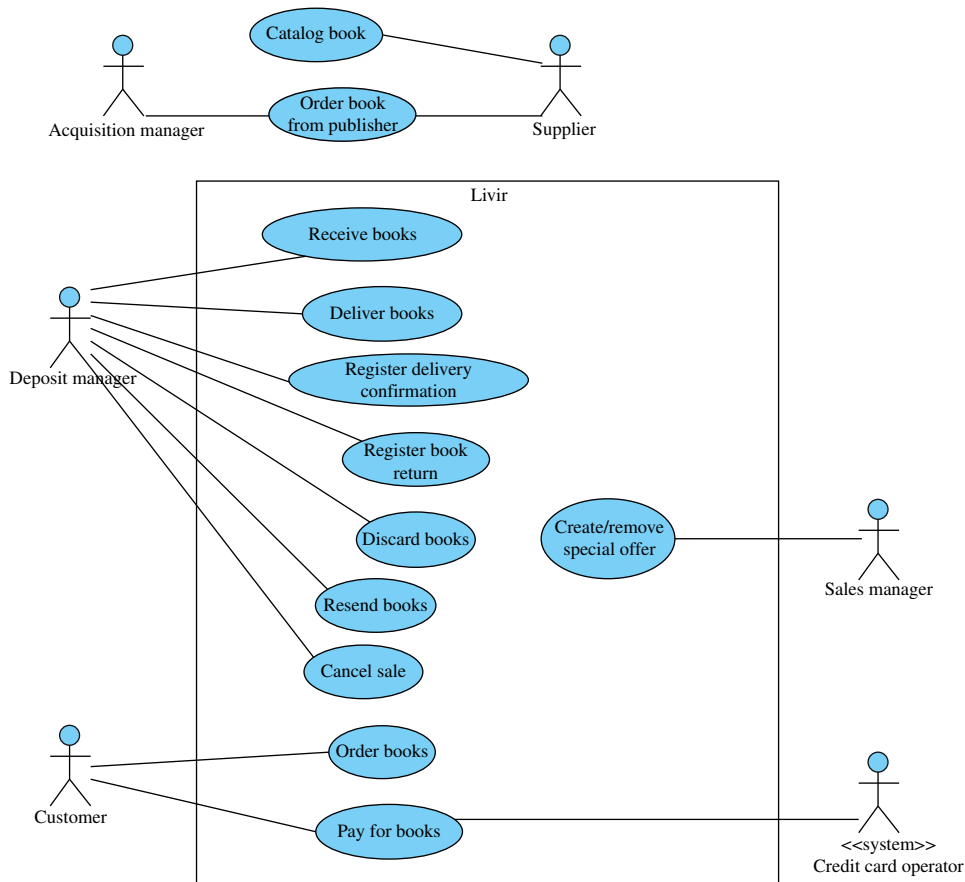 Catalog book
Order book
from publisher
Acquisition manager
Supplier
Livir
Receive books
Deliver books
Deposit manager
Register delivery
confirmation
Register book
return
Discard books
Create/remove
special offer
Sales manager
Resend books
Cancel sale
Order books
Customer
Pay for books
<<system>>
Credit card operator